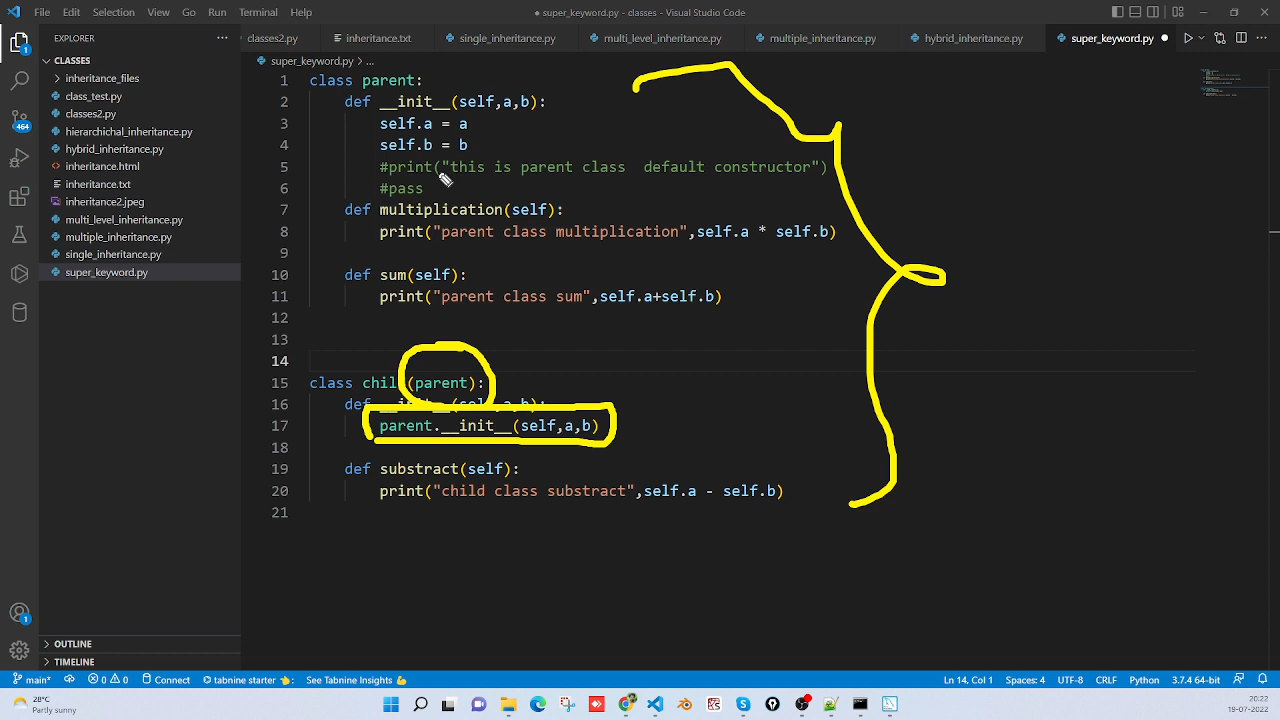 File Edit Selection View Go Run Terminal Help
● super_keyword.py - classes - Visual Studio Code
EXPLORER ···
classes2.py inheritance.txt single_inheritance.py multi_level_inheritance.py multiple_inheritance.py hybrid_inheritance.py super_keyword.py ●
super_keyword.py > ...
CLASSES
inheritance_files
class_test.py
classes2.py
hierarchichal_inheritance.py
hybrid_inheritance.py
inheritance.html
inheritance.txt
inheritance2.jpeg
multi_level_inheritance.py
multiple_inheritance.py
single_inheritance.py
super_keyword.py
OUTLINE
TIMELINE
1
464
1
1 class parent:
2 def __init__(self,a,b):
3 self.a = a
4 self.b = b
5 #print("this is parent class  default constructor")
6 #pass
7 def multiplication(self):
8 print("parent class multiplication",self.a * self.b)
9
10 def sum(self):
11 print("parent class sum",self.a+self.b)
12
13
14
15 class chil (parent):
16 def __init__(self,a,b):
17 parent.__init__(self,a,b)
18
19 def substract(self):
20 print("child class substract",self.a - self.b)
21
main* 0 0 Connect tabnine starter See Tabnine Insights
Ln 14, Col 1 Spaces: 4 UTF-8 CRLF Python 3.7.4 64-bit
28°C
Partly sunny
20:22
19-07-2022